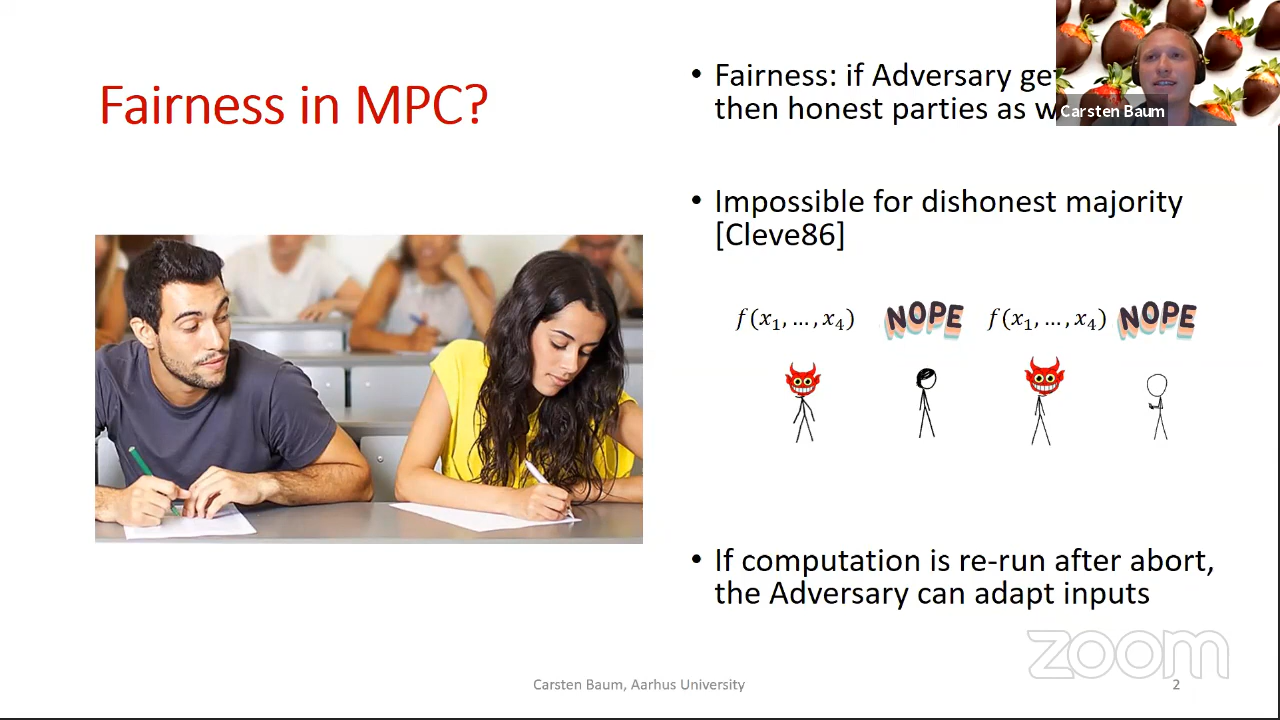 Fairness in MPC?
• Fairness: if Adversary
then honest parties as
Carsten Baum
• Impossible for dishonest majority
[Cleve86]
f(x₁, … , x₄) NOPE f(x₁, … , x₄) NOPE
• If computation is re-run after abort,
the Adversary can adapt inputs
zoom
Carsten Baum, Aarhus University
2